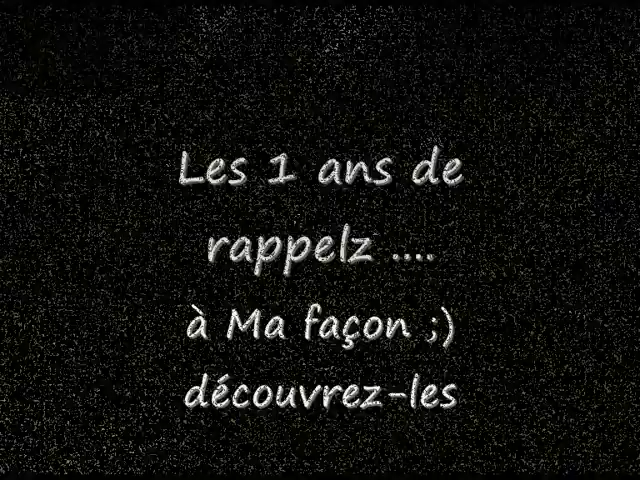 Les 1 ans de
rappelz ....
à Ma façon ;)
découvrez-les